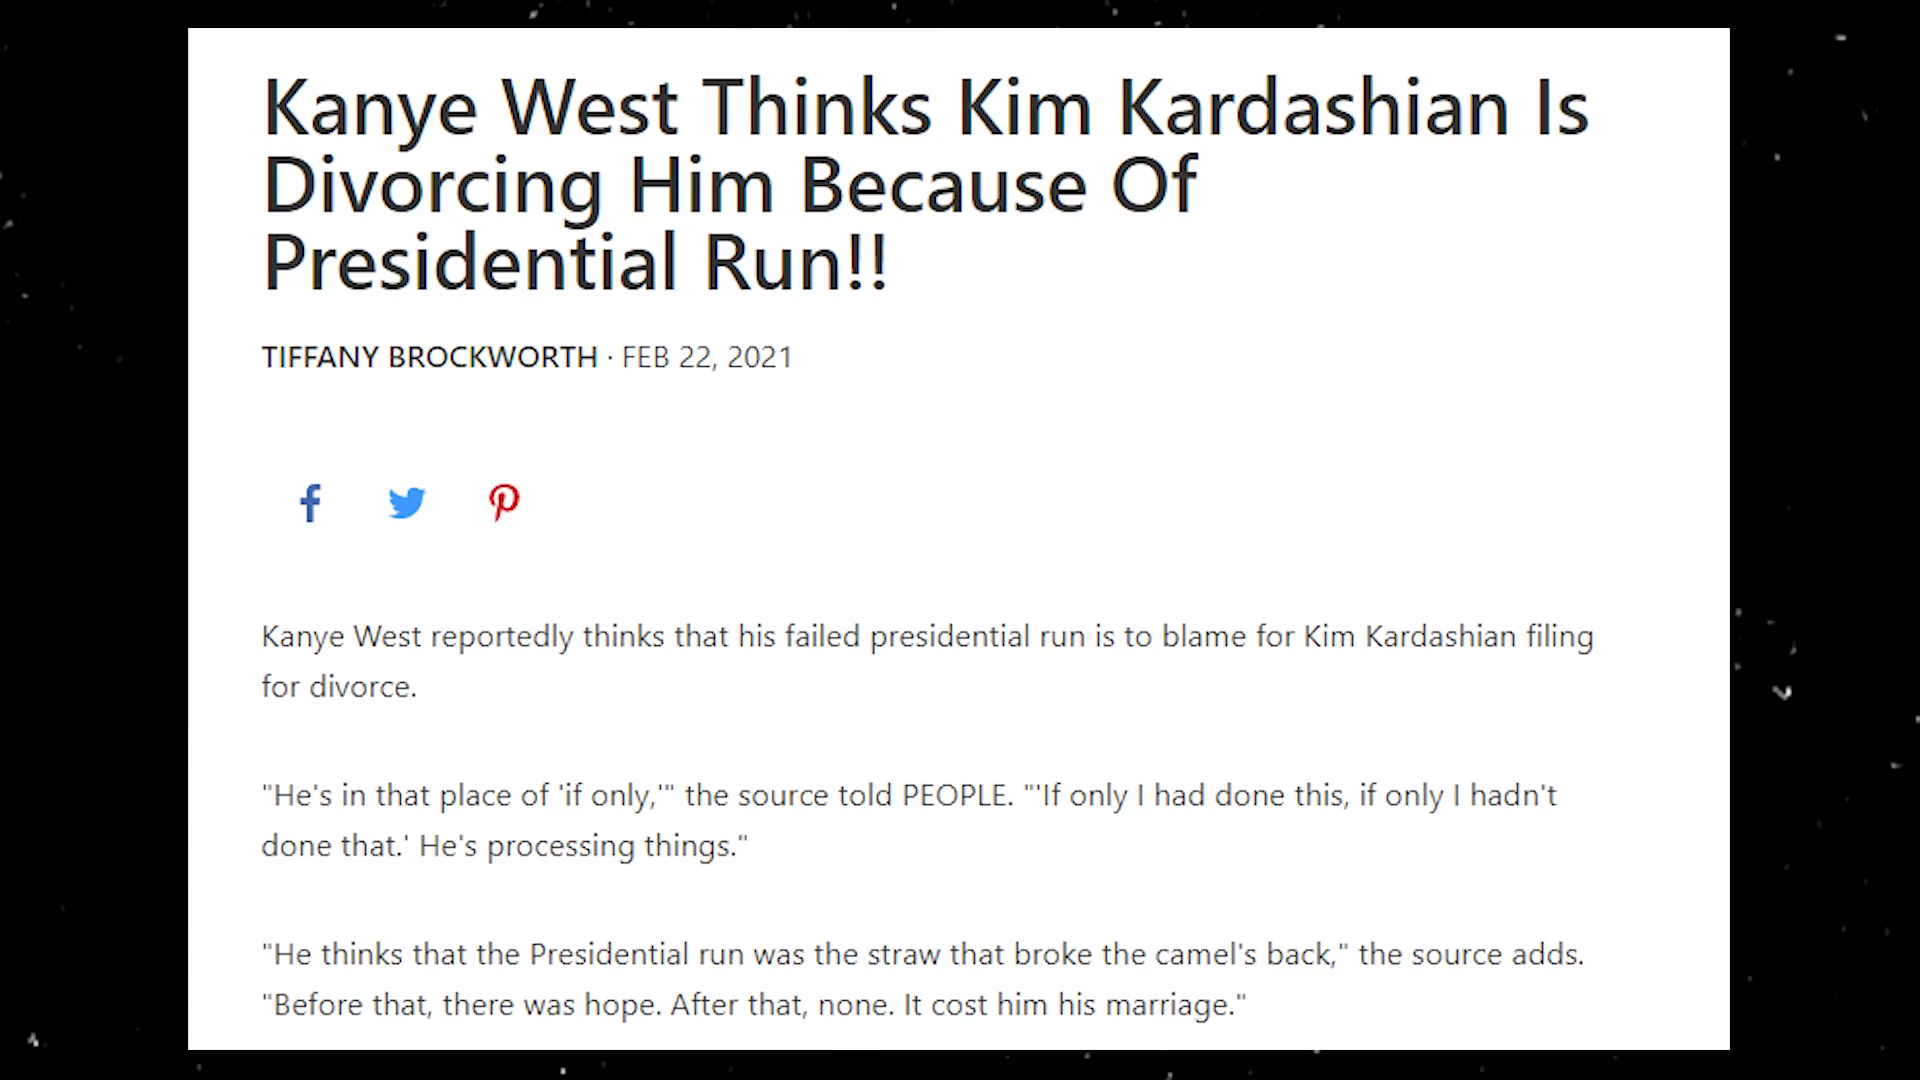 Kanye West Thinks Kim Kardashian Is
Divorcing Him Because Of
Presidential Run!!
TIFFANY BROCKWORTH · FEB 22, 2021
Kanye West reportedly thinks that his failed presidential run is to blame for Kim Kardashian filing
for divorce.
"He's in that place of 'if only,'" the source told PEOPLE. "'If only I had done this, if only I hadn't
done that.' He's processing things."
"He thinks that the Presidential run was the straw that broke the camel's back," the source adds.
"Before that, there was hope. After that, none. It cost him his marriage."